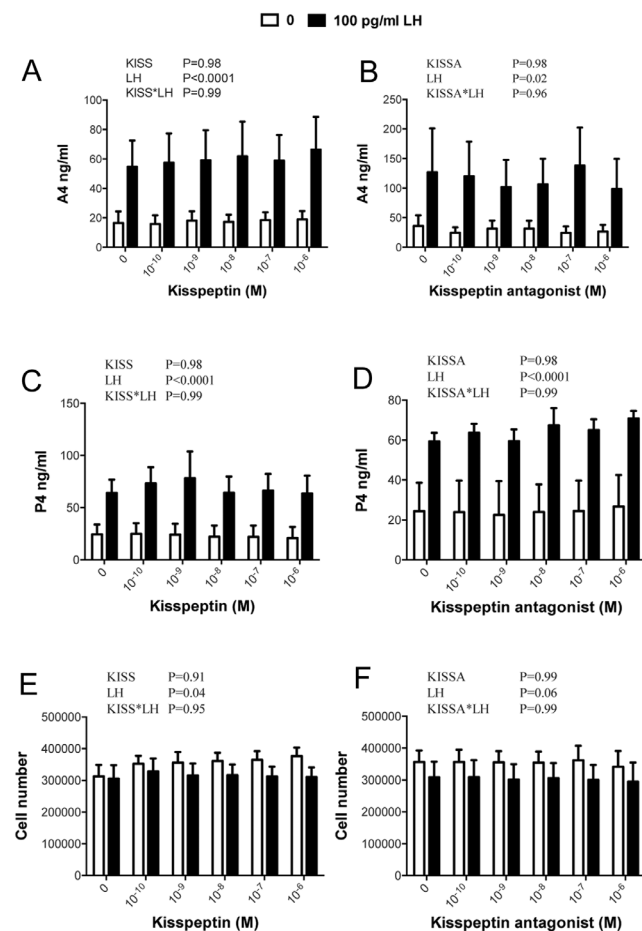 0 100 pg/ml LH
A
KISS P=0.98
LH P<0.0001
KISS*LH P=0.99
100
80
60
40
20
0
A4 ng/ml
0 10-10 10-9 10-8 10-7 10-6
Kisspeptin (M)
B
KISSA P=0.98
LH P=0.02
KISSA*LH P=0.96
250
200
150
100
50
0
A4 ng/ml
0 10-10 10-9 10-8 10-7 10-6
Kisspeptin antagonist (M)
C
KISS P=0.98
LH P<0.0001
KISS*LH P=0.99
150
100
50
0
P4 ng/ml
0 10-10 10-9 10-8 10-7 10-6
Kisspeptin (M)
D
KISSA P=0.98
LH P<0.0001
KISSA*LH P=0.99
80
60
40
20
0
P4 ng/ml
0 10-10 10-9 10-8 10-7 10-6
Kisspeptin antagonist (M)
E
KISS P=0.91
LH P=0.04
KISS*LH P=0.95
500000
400000
300000
200000
100000
0
Cell number
0 10-10 10-9 10-8 10-7 10-6
Kisspeptin (M)
F
KISSA P=0.99
LH P=0.06
KISSA*LH P=0.99
500000
400000
300000
200000
100000
0
Cell number
0 10-10 10-9 10-8 10-7 10-6
Kisspeptin antagonist (M)